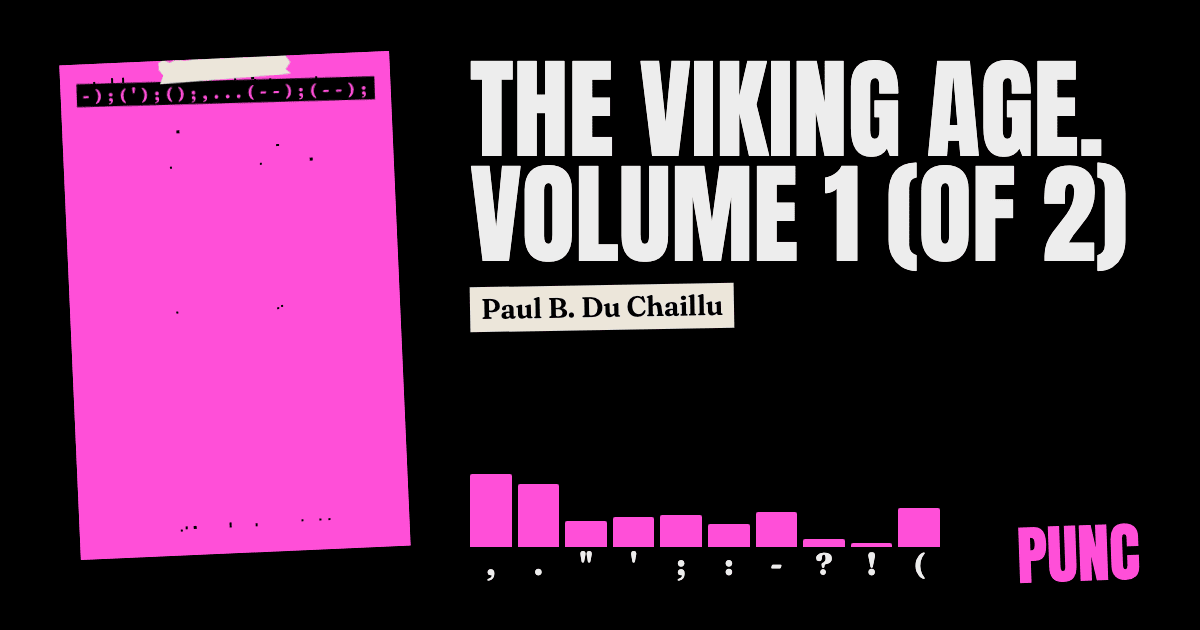 -);(');();,...(--);(--);
THE VIKING AGE.
VOLUME 1 (OF 2)
Paul B. Du Chaillu
, . " ' ; : - ? ! (
PUNC